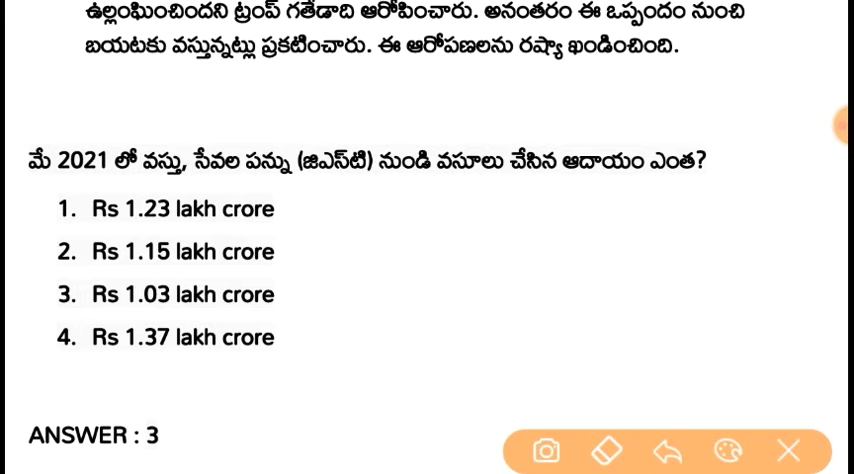 ఉల్లంఘించిందని ట్రంప్ గతేడాది ఆరోపించారు. అనంతరం ఈ ఒప్పందం నుంచి
బయటకు వస్తున్నట్లు ప్రకటించారు. ఈ ఆరోపణలను రష్యా ఖండించింది.
మే 2021 లో వస్తు, సేవల పన్ను (జిఎస్‌టి) నుండి వసూలు చేసిన ఆదాయం ఎంత?
1. Rs 1.23 lakh crore
2. Rs 1.15 lakh crore
3. Rs 1.03 lakh crore
4. Rs 1.37 lakh crore
ANSWER : 3